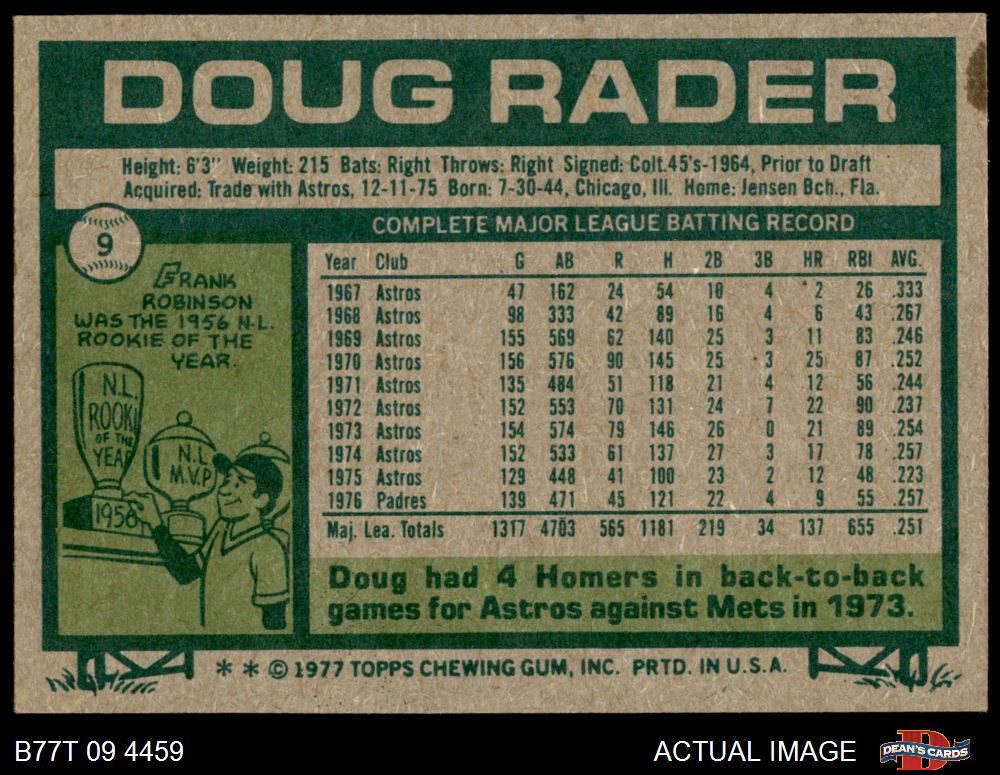 DOUG RADER
Height: 6'3" Weight: 215 Bats: Right Throws: Right Signed: Colt.45's-1964, Prior to Draft
Acquired: Trade with Astros, 12-11-75 Born: 7-30-44, Chicago, Ill. Home: Jensen Bch., Fla.
9
FRANK
ROBINSON
WAS THE 1956 N.L.
ROOKIE OF THE
YEAR.
N.L.
ROOKI
OF THE
YEAR
1956
N.L.
M.V.P
COMPLETE MAJOR LEAGUE BATTING RECORD
Year Club G AB R H 2B 3B HR RBI AVG.
1967 Astros 47 162 24 54 10 4 2 26 .333
1968 Astros 98 333 42 89 16 4 6 43 .267
1969 Astros 155 569 62 140 25 3 11 83 .246
1970 Astros 156 576 90 145 25 3 25 87 .252
1971 Astros 135 484 51 118 21 4 12 56 .244
1972 Astros 152 553 70 131 24 7 22 90 .237
1973 Astros 154 574 79 146 26 0 21 89 .254
1974 Astros 152 533 61 137 27 3 17 78 .257
1975 Astros 129 448 41 100 23 2 12 48 .223
1976 Padres 139 471 45 121 22 4 9 55 .257
Maj. Lea. Totals 1317 4703 565 1181 219 34 137 655 .251
Doug had 4 Homers in back-to-back
games for Astros against Mets in 1973.
* * © 1977 TOPPS CHEWING GUM, INC. PRTD. IN U.S.A.
B77T 09 4459
ACTUAL IMAGE
D
DEAN'S CARDS